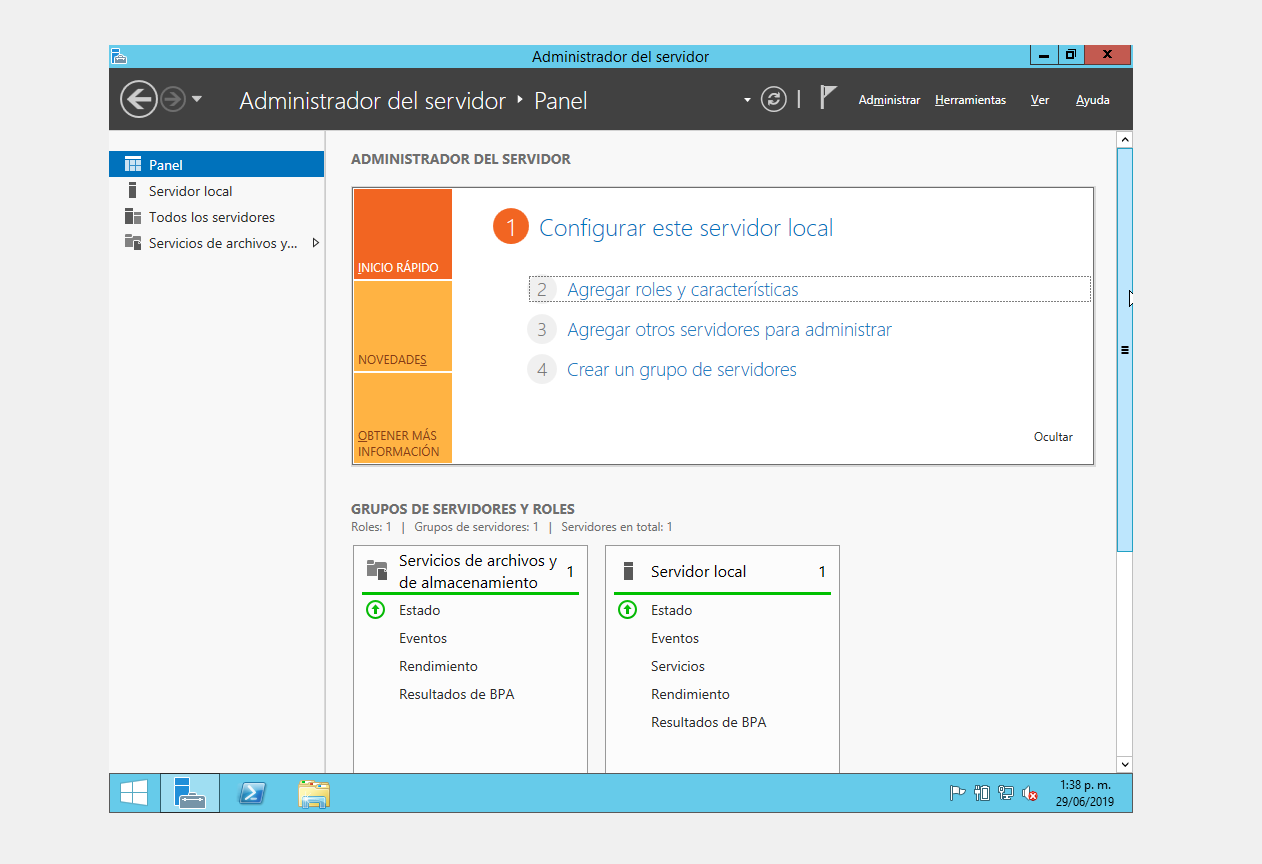 Administrador del servidor
Administrador del servidor ‣ Panel
Administrar
Herramientas
Ver
Ayuda
Panel
Servidor local
Todos los servidores
Servicios de archivos y...
ADMINISTRADOR DEL SERVIDOR
INICIO RÁPIDO
NOVEDADES
OBTENER MÁS
INFORMACIÓN
1 Configurar este servidor local
2 Agregar roles y características
3 Agregar otros servidores para administrar
4 Crear un grupo de servidores
Ocultar
GRUPOS DE SERVIDORES Y ROLES
Roles: 1 | Grupos de servidores: 1 | Servidores en total: 1
Servicios de archivos y
de almacenamiento
1
Estado
Eventos
Rendimiento
Resultados de BPA
Servidor local
1
Estado
Eventos
Servicios
Rendimiento
Resultados de BPA
1:38 p. m.
29/06/2019